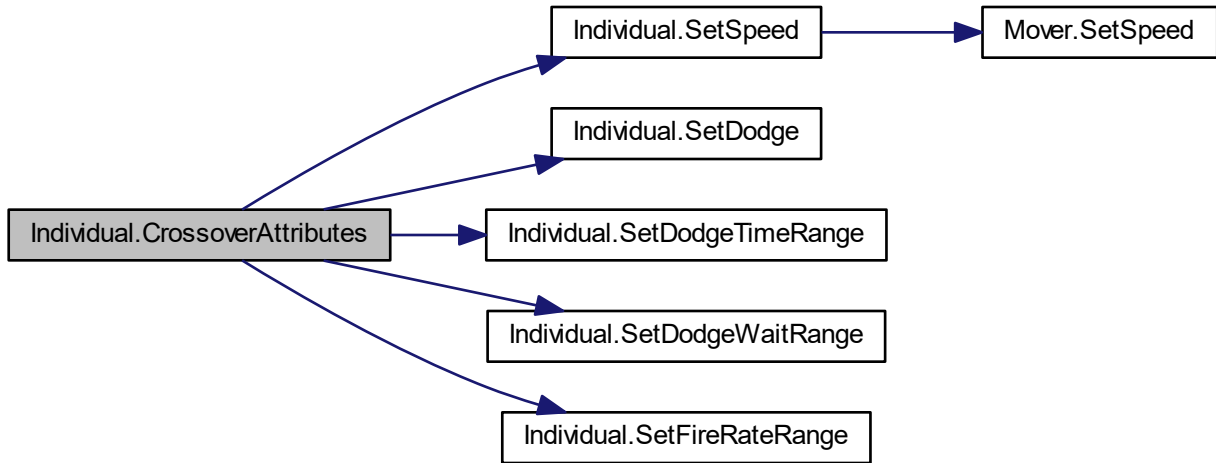 Individual.SetSpeed
Mover.SetSpeed
Individual.SetDodge
Individual.CrossoverAttributes
Individual.SetDodgeTimeRange
Individual.SetDodgeWaitRange
Individual.SetFireRateRange